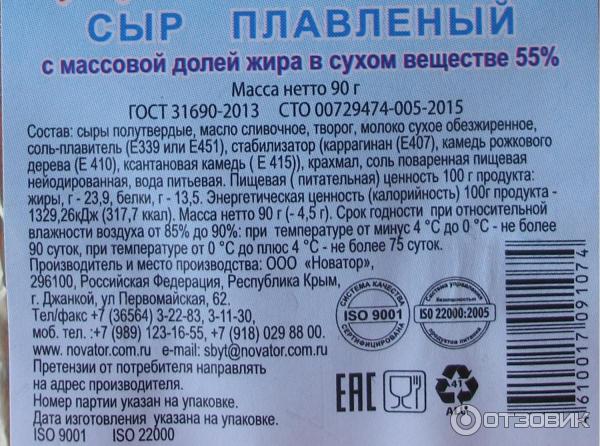 СЫР ПЛАВЛЕНЫЙ
с массовой долей жира в сухом веществе 55%
Масса нетто 90 г
ГОСТ 31690-2013 СТО 00729474-005-2015
Состав: сыры полутвердые, масло сливочное, творог, молоко сухое обезжиренное,
соль-плавитель (Е339 или Е451), стабилизатор (каррагинан (Е407), камедь рожкового
дерева (Е 410), ксантановая камедь ( Е 415)), крахмал, соль поваренная пищевая
нейодированная, вода питьевая. Пищевая ( питательная) ценность 100 г продукта:
жиры, г - 23,9, белки, г - 13,5. Энергетическая ценность (калорийность) 100г продукта -
1329,26кДж (317,7 ккал). Масса нетто 90 г (- 4,5 г). Срок годности при относительной
влажности воздуха от 85% до 90%: при температуре от минус 4 °С до 0 °С - не более
90 суток, при температуре от 0 °С до плюс 4 °С - не более 75 суток.
Производитель и место производства: ООО «Новатор»,
296100, Российская Федерация, Республика Крым,
г. Джанкой, ул Первомайская, 62.
Тел/факс +7 (36564) 3-22-83, 3-11-30,
моб. тел. :+7 (989) 123-16-55, +7 (918) 029 88 00.
www. novator.com.ru e-mail: sbyt@novator.com.ru
Претензии от потребителя направлять
на адрес производителя.
Номер партии указан на упаковке.
Дата изготовления указана на упаковке.
ISO 9001 ISO 22000
СИСТЕМА КАЧЕСТВА
ISO 9001
СЕРТИФИЦИРОВАНА
Система управления
безопасностью
ISO 22000:2005
продуктов питания
EAC
41
ALU
610017 091074
ОТЗОВИК